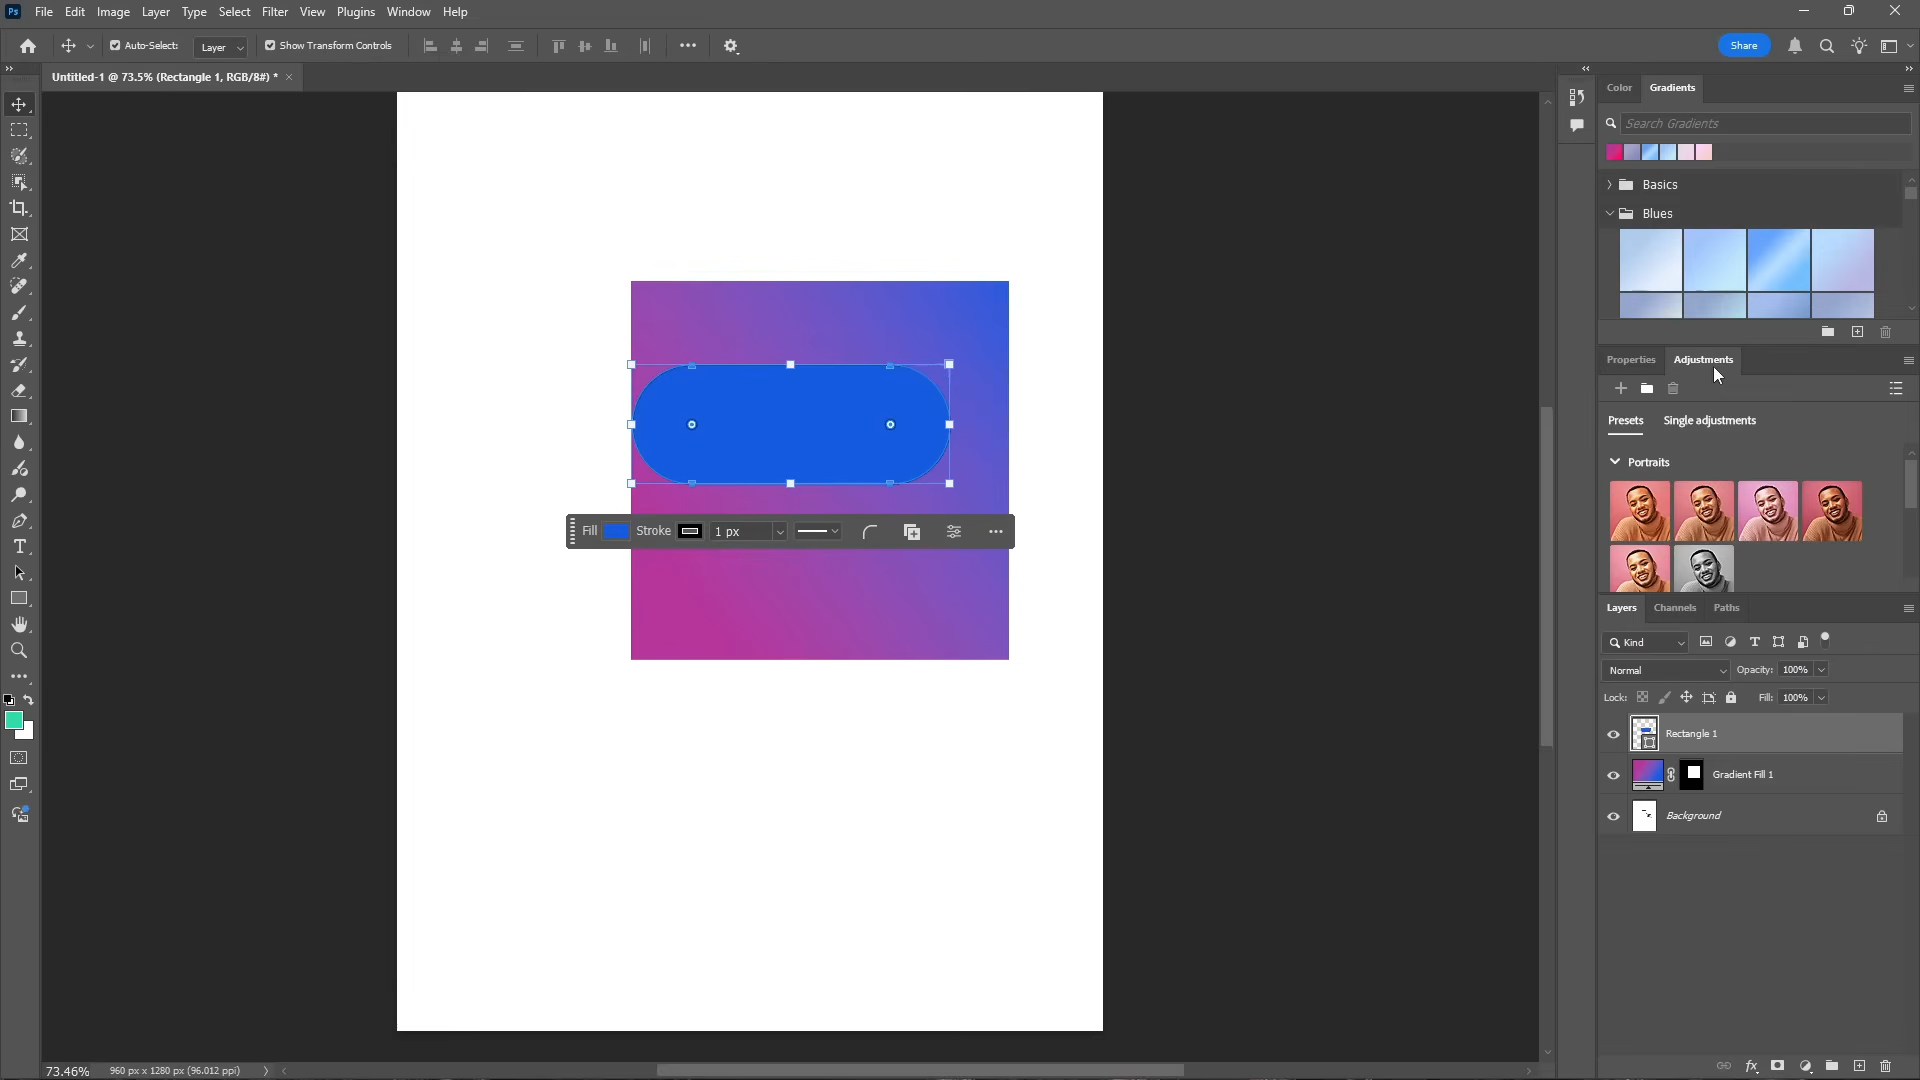 Ps File Edit Image Layer Type Select Filter View Plugins Window Help
Auto-Select: Layer Show Transform Controls Share
Untitled-1 @ 73.5% (Rectangle 1, RGB/8#) *
Color Gradients
Search Gradients
Basics
Blues
Properties Adjustments
Presets Single adjustments
Portraits
Fill Stroke 1 px
Layers Channels Paths
Kind
Normal Opacity: 100%
Lock: Fill: 100%
Rectangle 1
Gradient Fill 1
Background
73.46% 960 px x 1280 px (96.012 ppi)